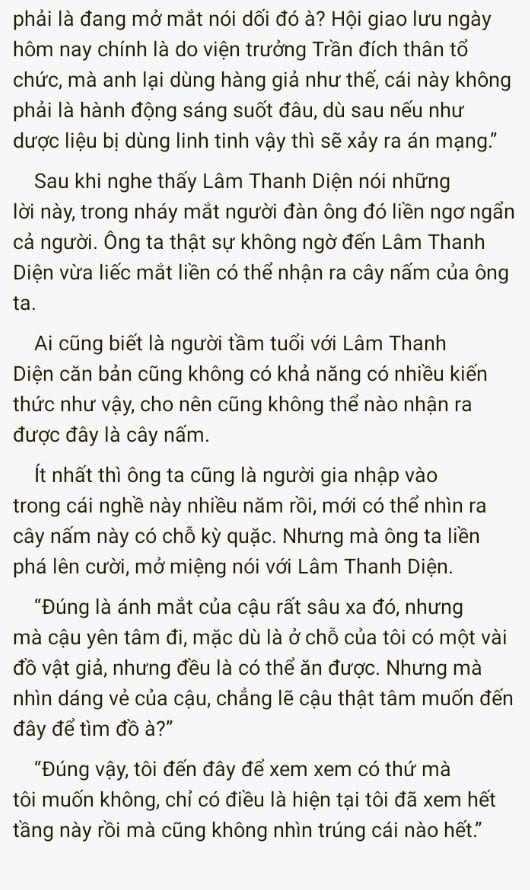 phải là đang mở mắt nói dối đó à? Hội giao lưu ngày
hôm nay chính là do viện trưởng Trần đích thân tổ
chức, mà anh lại dùng hàng giả như thế, cái này không
phải là hành động sáng suốt đâu, dù sau nếu như
dược liệu bị dùng linh tinh vậy thì sẽ xảy ra án mạng.”
Sau khi nghe thấy Lâm Thanh Diện nói những
lời này, trong nháy mắt người đàn ông đó liền ngơ ngẩn
cả người. Ông ta thật sự không ngờ đến Lâm Thanh
Diện vừa liếc mắt liền có thể nhận ra cây nấm của ông
ta.
Ai cũng biết là người tầm tuổi với Lâm Thanh
Diện căn bản cũng không có khả năng có nhiều kiến
thức như vậy, cho nên cũng không thể nào nhận ra
được đây là cây nấm.
Ít nhất thì ông ta cũng là người gia nhập vào
trong cái nghề này nhiều năm rồi, mới có thể nhìn ra
cây nấm này có chỗ kỳ quặc. Nhưng mà ông ta liền
phá lên cười, mở miệng nói với Lâm Thanh Diện.
“Đúng là ánh mắt của cậu rất sâu xa đó, nhưng
mà cậu yên tâm đi, mặc dù là ở chỗ của tôi có một vài
đồ vật giả, nhưng đều là có thể ăn được. Nhưng mà
nhìn dáng vẻ của cậu, chẳng lẽ cậu thật tâm muốn đến
đây để tìm đồ à?”
“Đúng vậy, tôi đến đây để xem xem có thứ mà
tôi muốn không, chỉ có điều là hiện tại tôi đã xem hết
tầng này rồi mà cũng không nhìn trúng cái nào hết.”